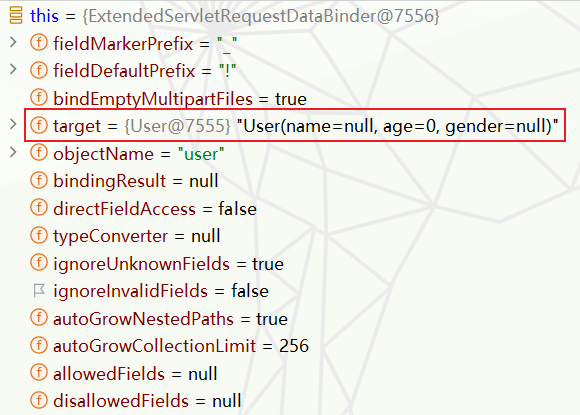 this = {ExtendedServletRequestDataBinder@7556}
fieldMarkerPrefix = "_"
fieldDefaultPrefix = "!"
bindEmptyMultipartFiles = true
target = {User@7555} "User(name=null, age=0, gender=null)"
objectName = "user"
bindingResult = null
directFieldAccess = false
typeConverter = null
ignoreUnknownFields = true
ignoreInvalidFields = false
autoGrowNestedPaths = true
autoGrowCollectionLimit = 256
allowedFields = null
disallowedFields = null